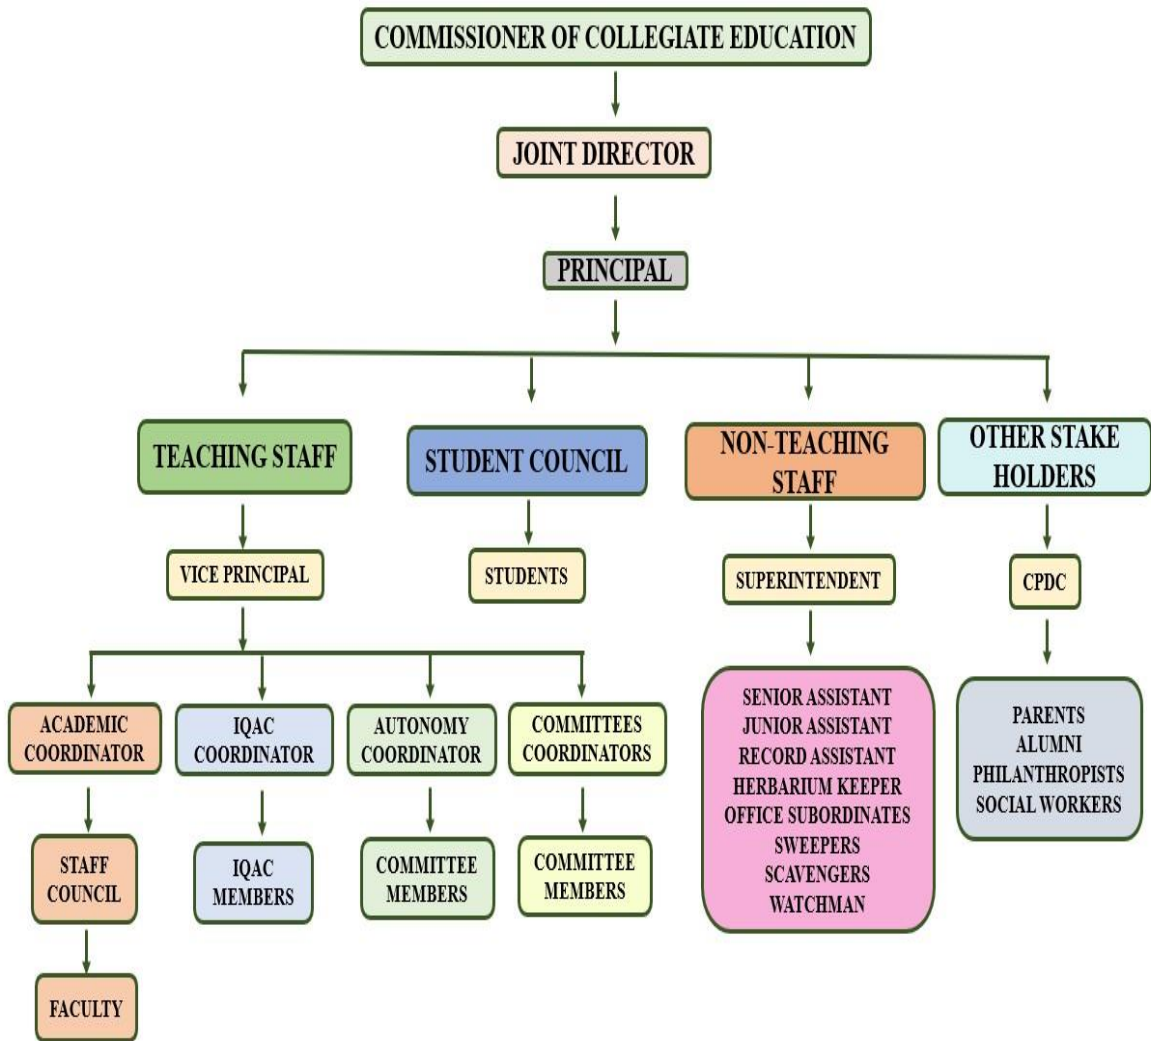 COMMISSIONER OF COLLEGIATE EDUCATION
JOINT DIRECTOR
PRINCIPAL
TEACHING STAFF
STUDENT COUNCIL
NON-TEACHING
STAFF
OTHER STAKE
HOLDERS
VICE PRINCIPAL
STUDENTS
SUPERINTENDENT
CPDC
ACADEMIC
COORDINATOR
IQAC
COORDINATOR
AUTONOMY
COORDINATOR
COMMITTEES
COORDINATORS
SENIOR ASSISTANT
JUNIOR ASSISTANT
RECORD ASSISTANT
HERBARIUM KEEPER
OFFICE SUBORDINATES
SWEEPERS
SCAVENGERS
WATCHMAN
PARENTS
ALUMNI
PHILANTHROPISTS
SOCIAL WORKERS
STAFF
COUNCIL
IQAC
MEMBERS
COMMITTEE
MEMBERS
COMMITTEE
MEMBERS
FACULTY